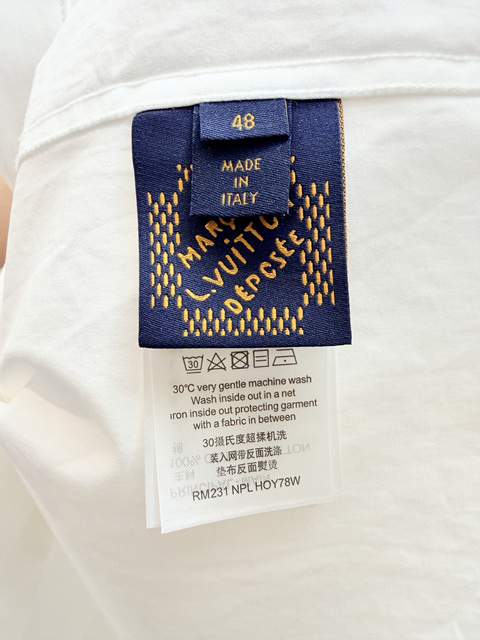 48
MADE
IN
ITALY
MARQ
L.VUITTON
DÉPOSÉE
30
30°C very gentle machine wash
Wash inside out in a net
iron inside out protecting garment
with a fabric in between
30摄氏度超揉机洗
装入网带反面洗涤
垫布反面熨烫
RM231 NPL HOY78W